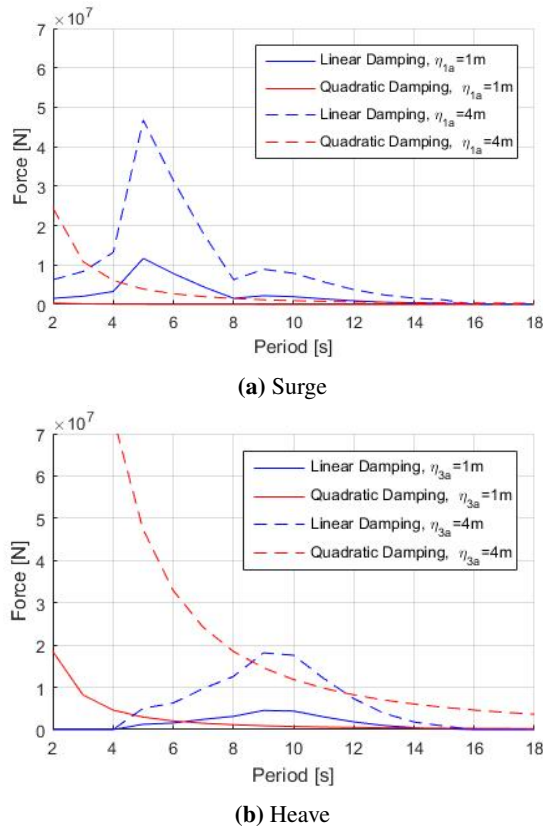 ×10⁷
7
6
5
4
3
2
1
0
Force [N]
Linear Damping, η₁ₐ=1m
Quadratic Damping, η₁ₐ=1m
Linear Damping, η₁ₐ=4m
Quadratic Damping, η₁ₐ=4m
2 4 6 8 10 12 14 16 18
Period [s]
(a) Surge
×10⁷
7
6
5
4
3
2
1
0
Force [N]
Linear Damping, η₃ₐ=1m
Quadratic Damping, η₃ₐ=1m
Linear Damping, η₃ₐ=4m
Quadratic Damping, η₃ₐ=4m
2 4 6 8 10 12 14 16 18
Period [s]
(b) Heave